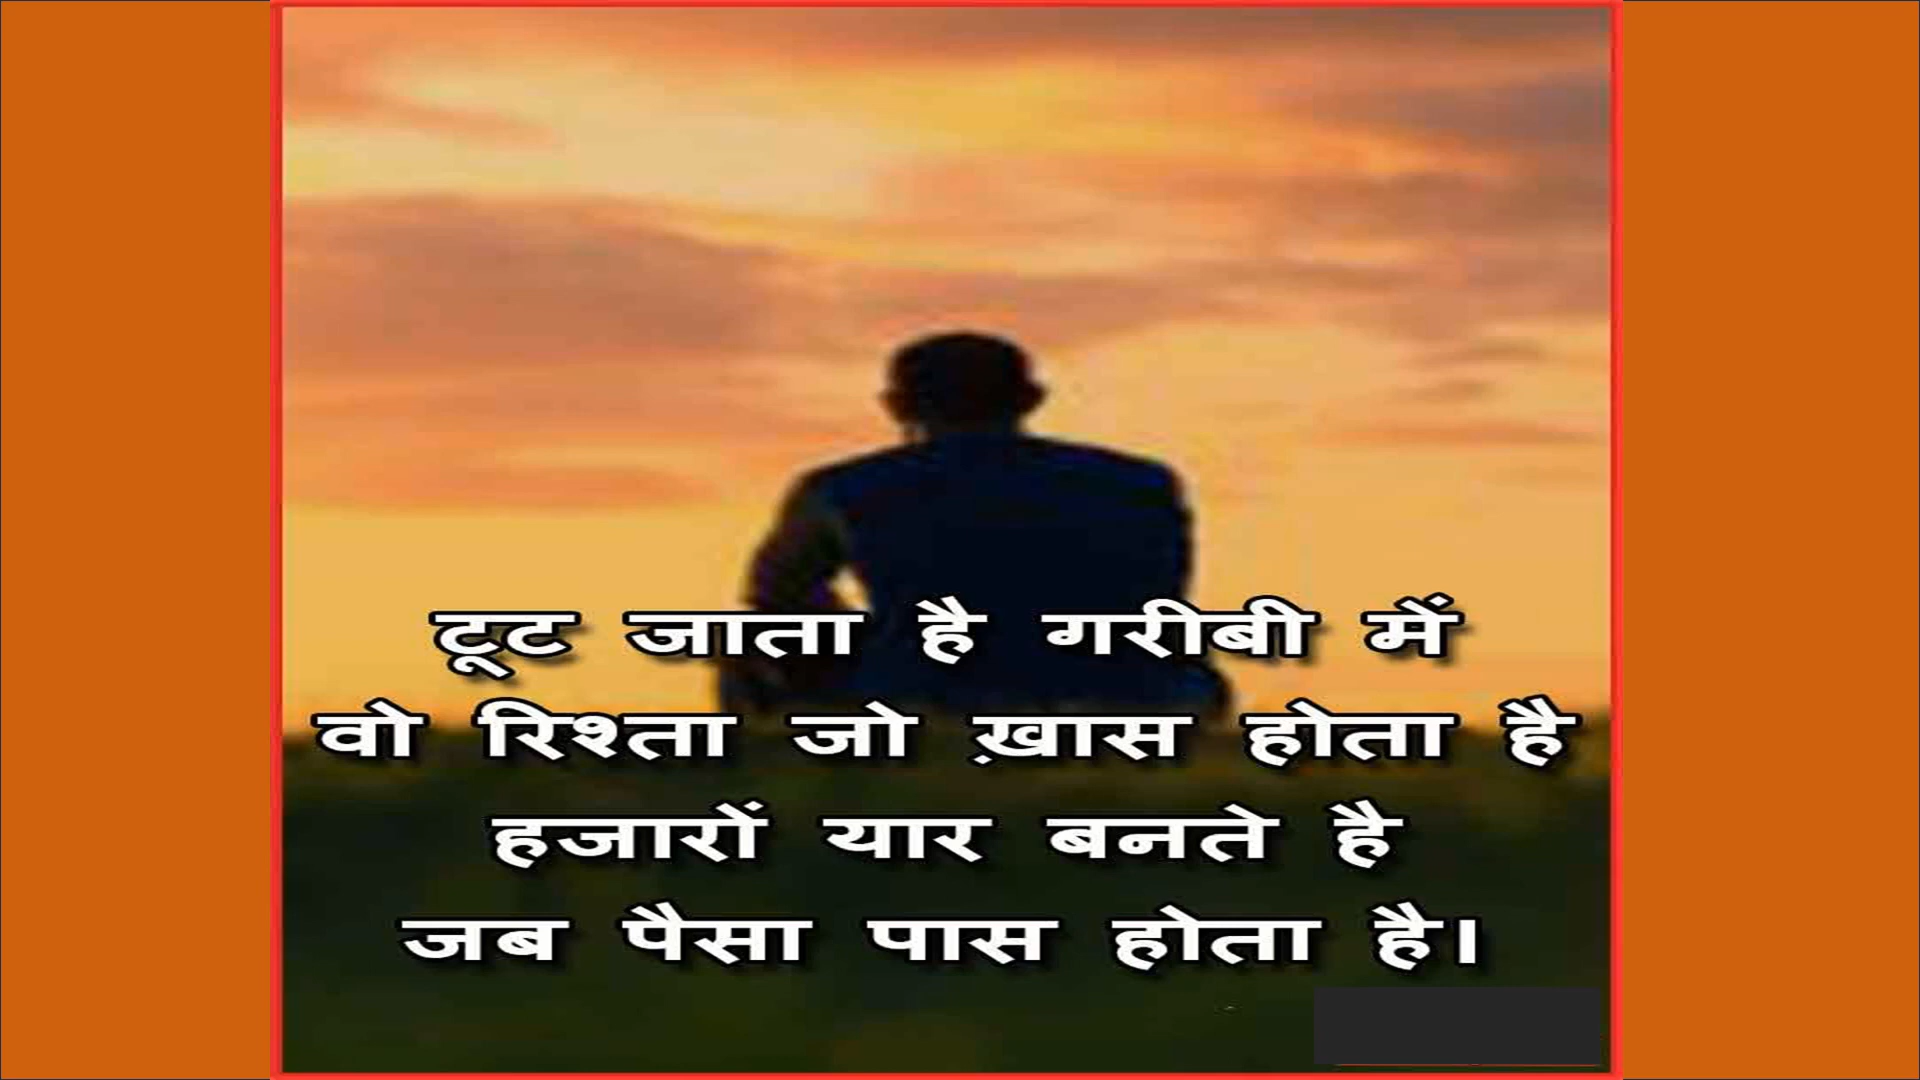 टूट जाता है गरीबी में
वो रिश्ता जो ख़ास होता है
हजारों यार बनते है
जब पैसा पास होता है।